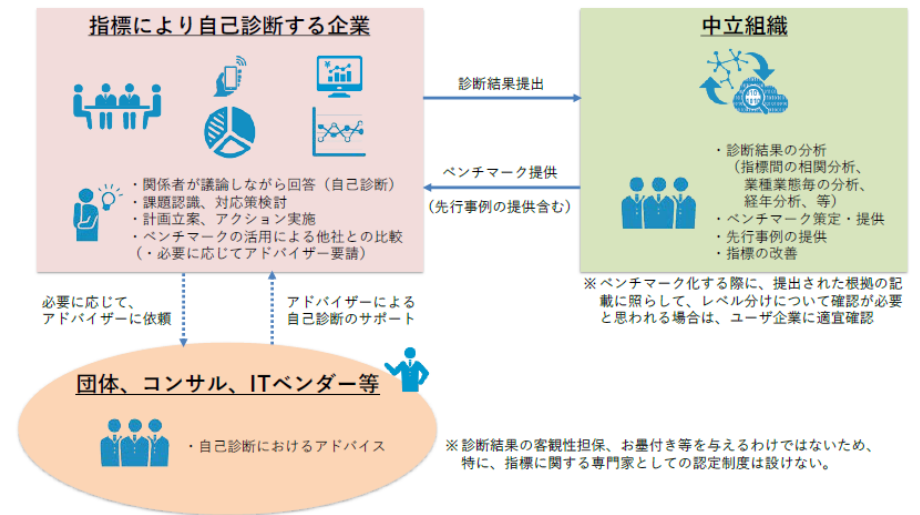 指標により自己診断する企業
・関係者が議論しながら回答（自己診断）
・課題認識、対応策検討
・計画立案、アクション実施
・ベンチマークの活用による他社との比較
（・必要に応じてアドバイザー要請）
診断結果提出
ベンチマーク提供
（先行事例の提供含む）
中立組織
・診断結果の分析
（指標間の相関分析、
業種業態毎の分析、
経年分析、等）
・ベンチマーク策定・提供
・先行事例の提供
・指標の改善
※ベンチマーク化する際に、提出された根拠の記
載に照らして、レベル分けについて確認が必要
と思われる場合は、ユーザ企業に適宜確認
必要に応じて、
アドバイザーに依頼
アドバイザーによる
自己診断のサポート
団体、コンサル、ITベンダー等
・自己診断におけるアドバイス
※診断結果の客観性担保、お墨付き等を与えるわけではないため、
特に、指標に関する専門家としての認定制度は設けない。